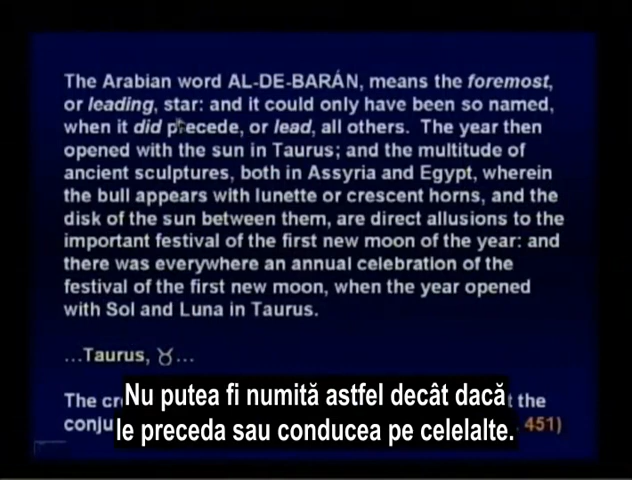 The Arabian word AL-DE-BARÁN, means the foremost,
or leading, star: and it could only have been so named,
when it did precede, or lead, all others. The year then
opened with the sun in Taurus; and the multitude of
ancient sculptures, both in Assyria and Egypt, wherein
the bull appears with lunette or crescent horns, and the
disk of the sun between them, are direct allusions to the
important festival of the first new moon of the year: and
there was everywhere an annual celebration of the
festival of the first new moon, when the year opened
with Sol and Luna in Taurus.
...Taurus, ♉...
The the
451)
Nu putea fi numită astfel decât dacă
le preceda sau conducea pe celelalte.